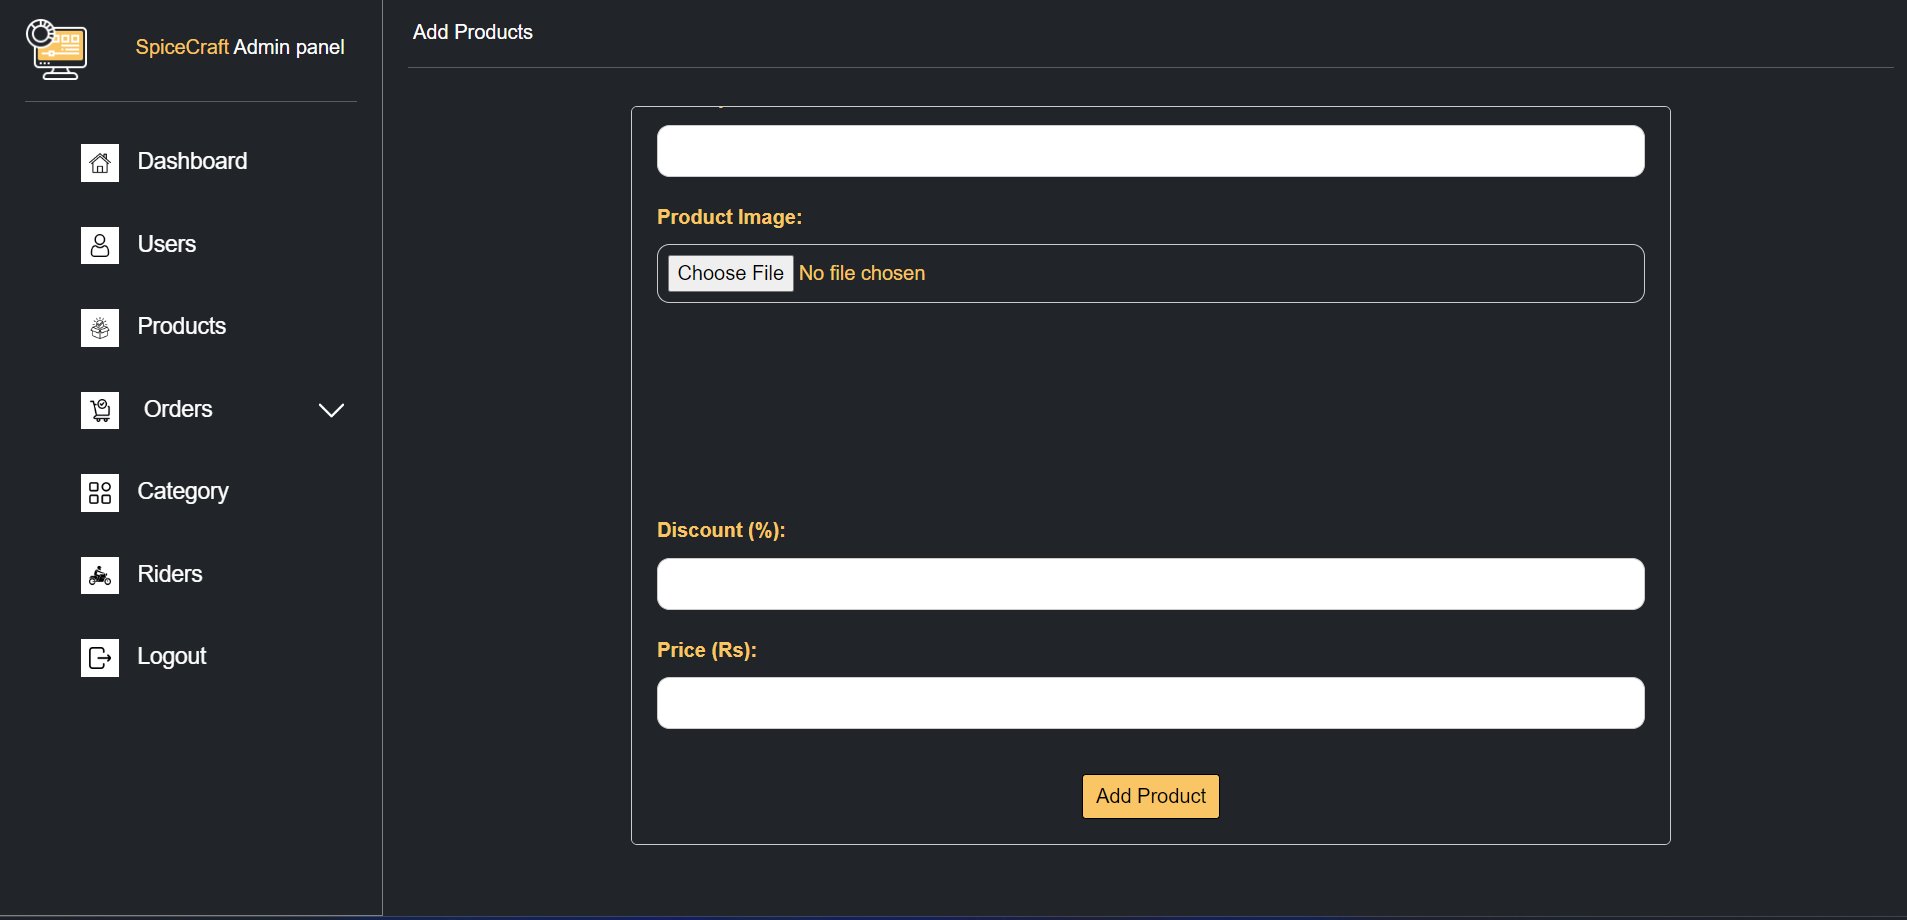 SpiceCraft Admin panel
Dashboard
Users
Products
Orders
Category
Riders
Logout
Add Products
Product Image:
Choose File No file chosen
Discount (%):
Price (Rs):
Add Product